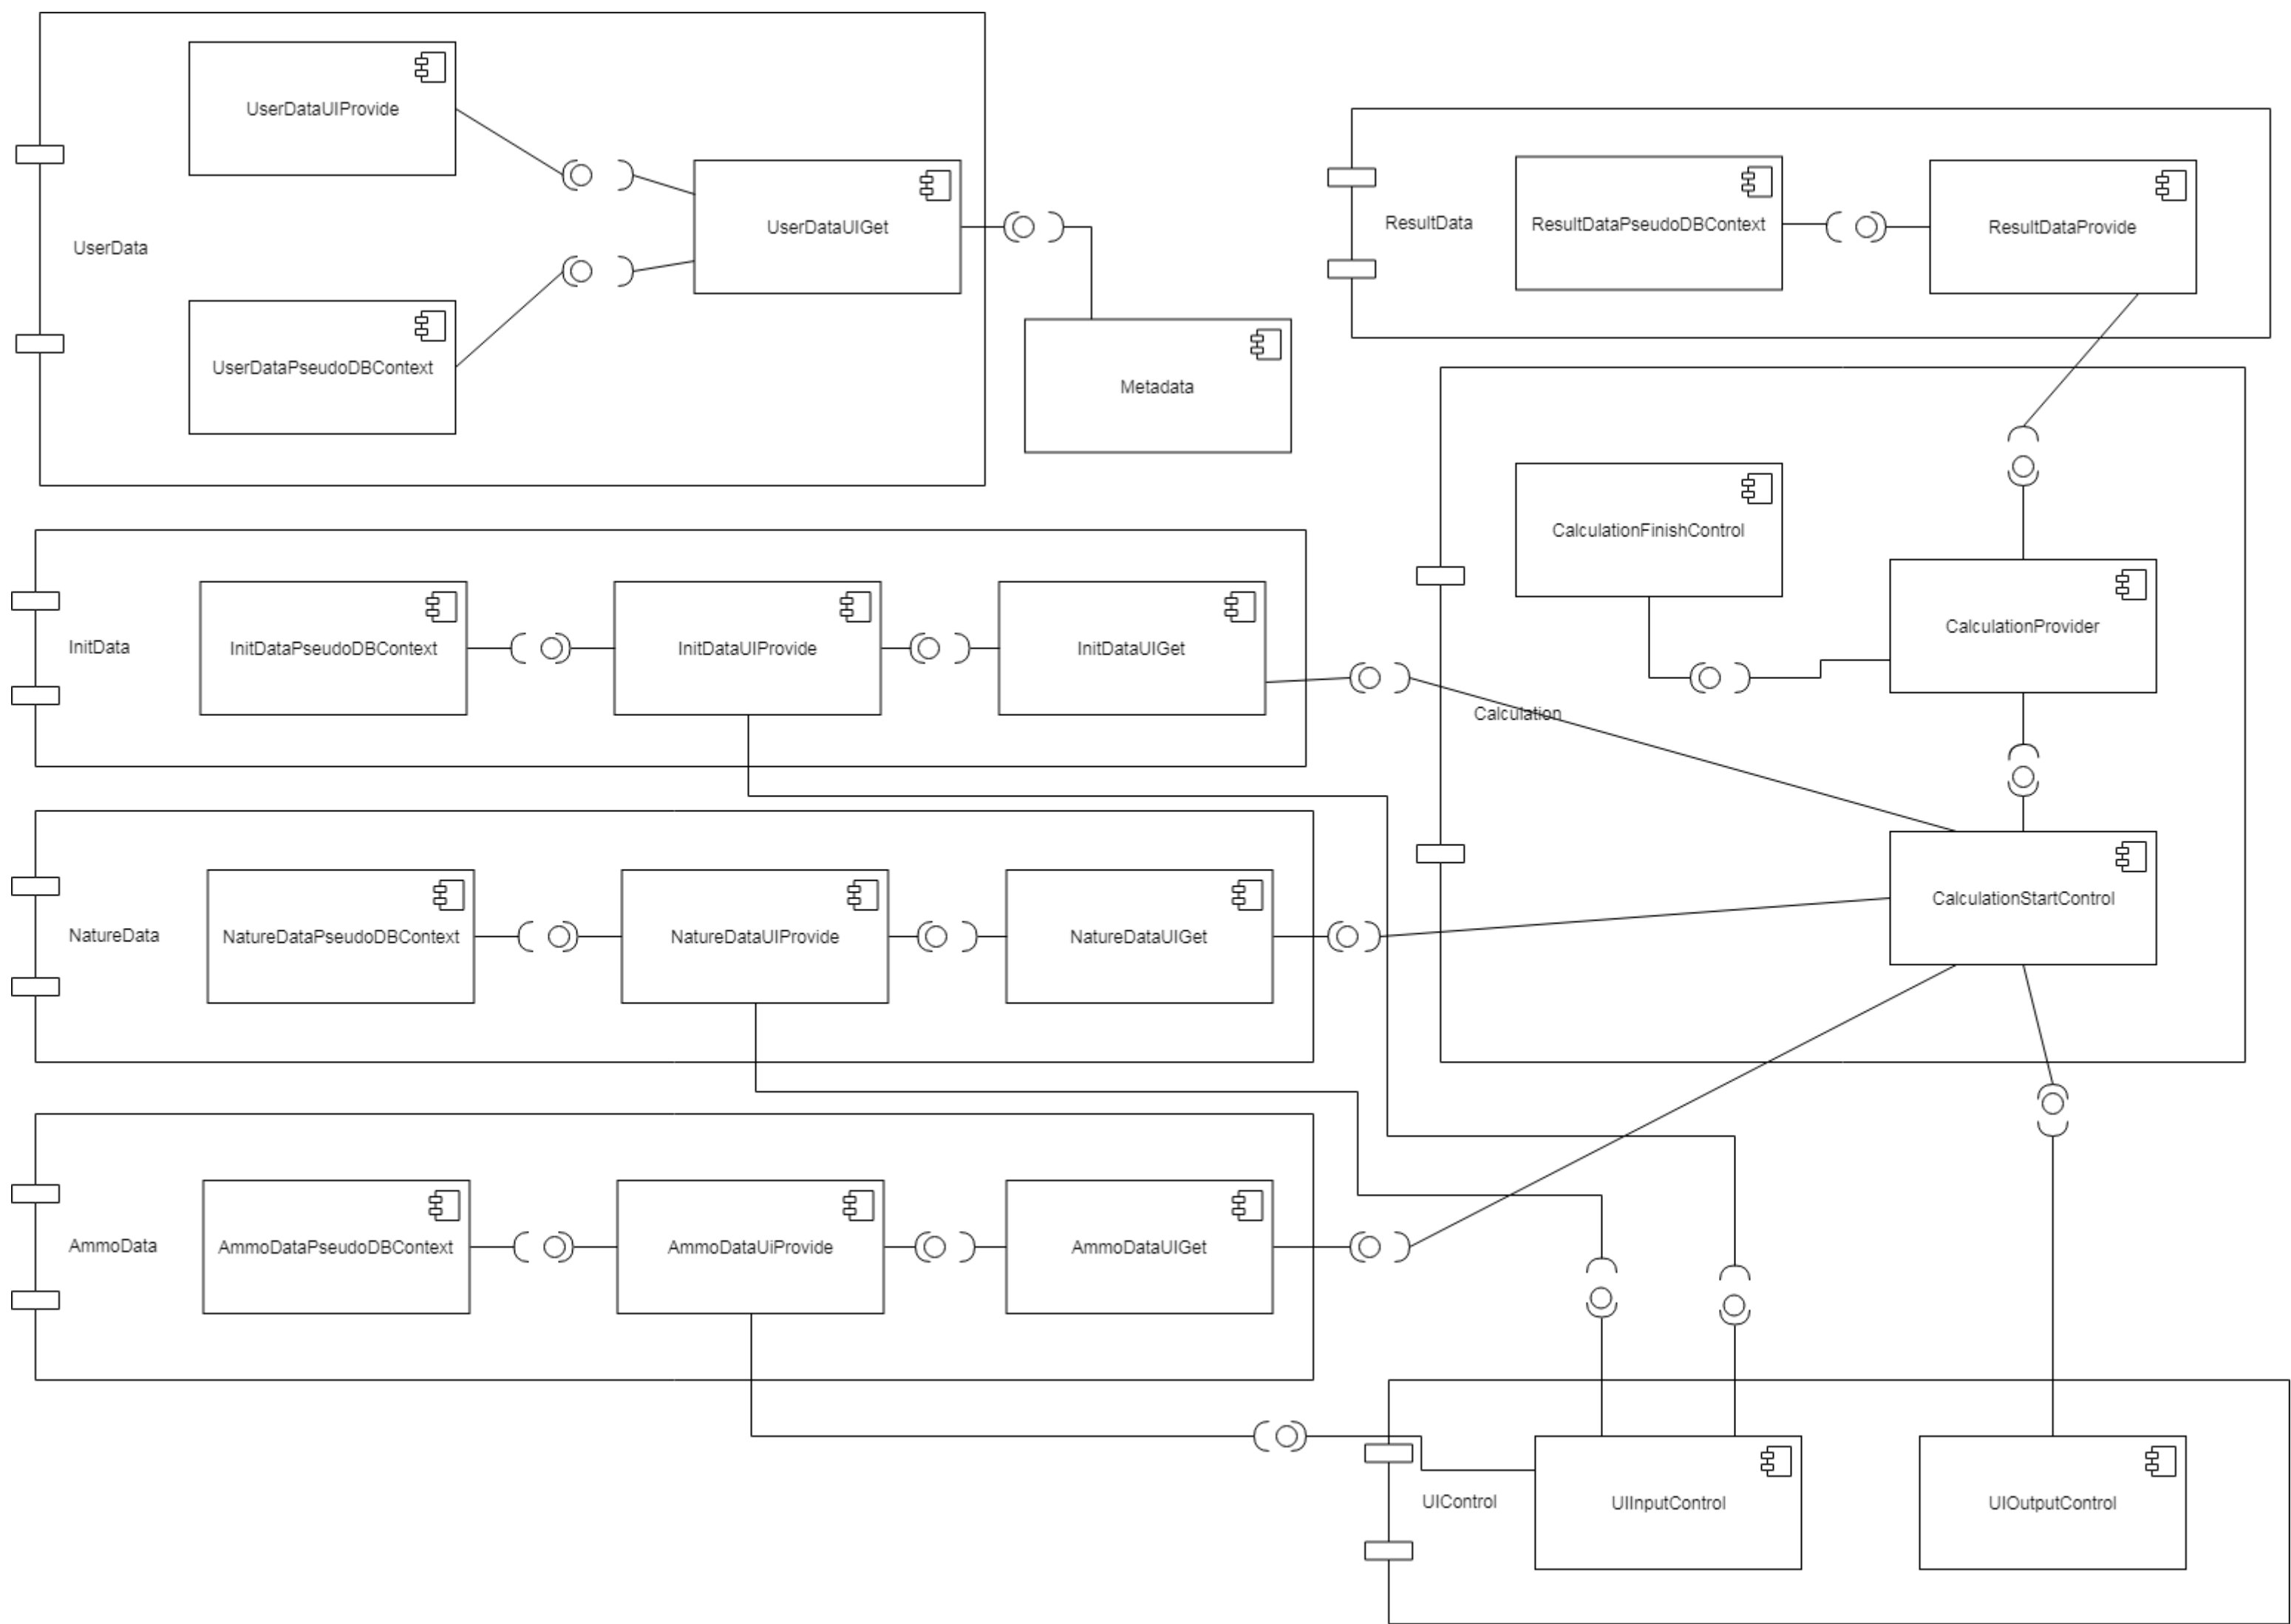 UserDataUIProvide
UserData
UserDataUIGet
UserDataPseudoDBContext
Metadata
ResultData
ResultDataPseudoDBContext
ResultDataProvide
CalculationFinishControl
CalculationProvider
Calculation
CalculationStartControl
InitData
InitDataPseudoDBContext
InitDataUIProvide
InitDataUIGet
NatureData
NatureDataPseudoDBContext
NatureDataUIProvide
NatureDataUIGet
AmmoData
AmmoDataPseudoDBContext
AmmoDataUiProvide
AmmoDataUIGet
UIControl
UIInputControl
UIOutputControl